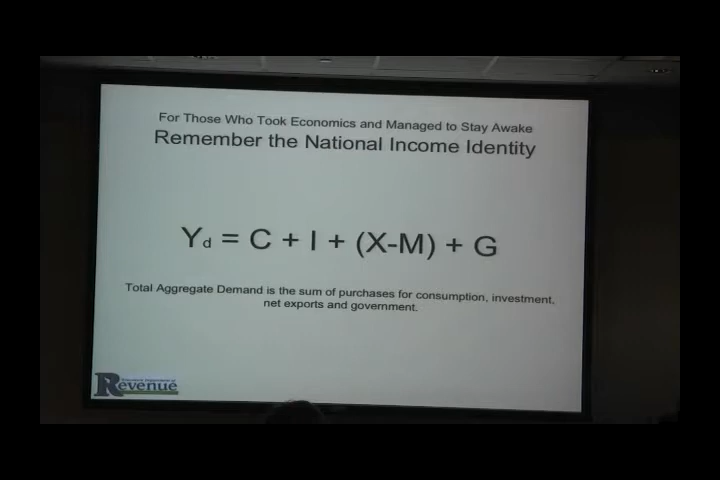 For Those Who Took Economics and Managed to Stay Awake
Remember the National Income Identity
Yd = C + I + (X-M) + G
Total Aggregate Demand is the sum of purchases for consumption, investment,
net exports and government.
Revenue